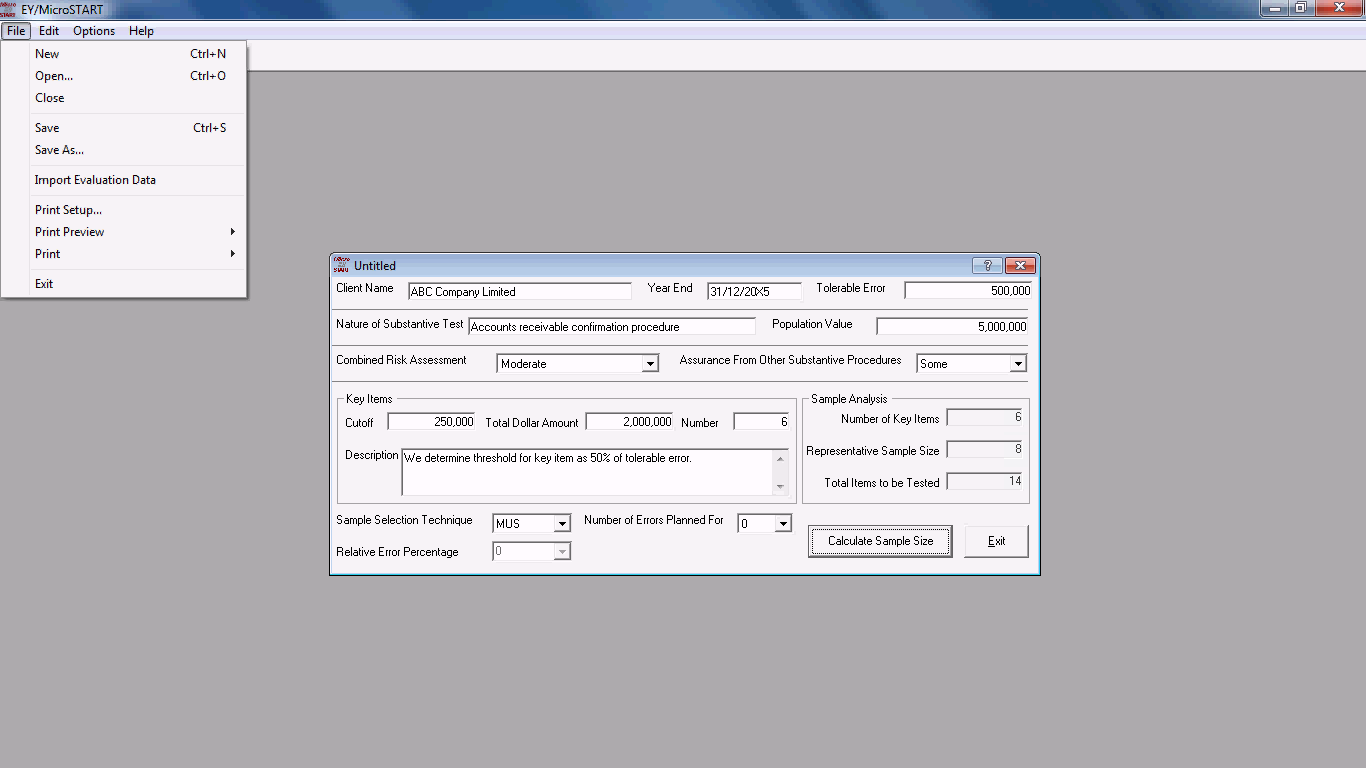 EY/MicroSTART
File Edit Options Help
New Ctrl+N
Open... Ctrl+O
Close
Save Ctrl+S
Save As...
Import Evaluation Data
Print Setup...
Print Preview
Print
Exit
Untitled
Client Name ABC Company Limited Year End 31/12/20X5 Tolerable Error 500,000
Nature of Substantive Test Accounts receivable confirmation procedure Population Value 5,000,000
Combined Risk Assessment Moderate Assurance From Other Substantive Procedures Some
Key Items
Cutoff 250,000 Total Dollar Amount 2,000,000 Number 6
Description We determine threshold for key item as 50% of tolerable error.
Sample Analysis
Number of Key Items 6
Representative Sample Size 8
Total Items to be Tested 14
Sample Selection Technique MUS Number of Errors Planned For 0
Relative Error Percentage 0
Calculate Sample Size Exit